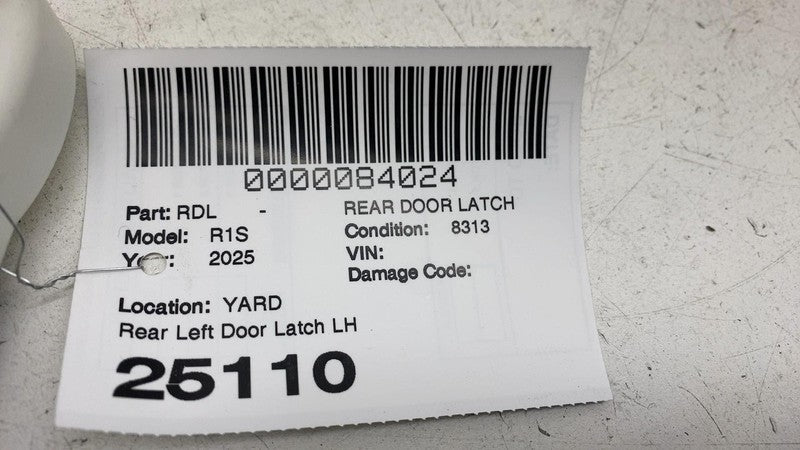 0000084024
Part: RDL - REAR DOOR LATCH
Model: R1S Condition: 8313
Year: 2025 VIN:
Damage Code:
Location: YARD
Rear Left Door Latch LH
25110